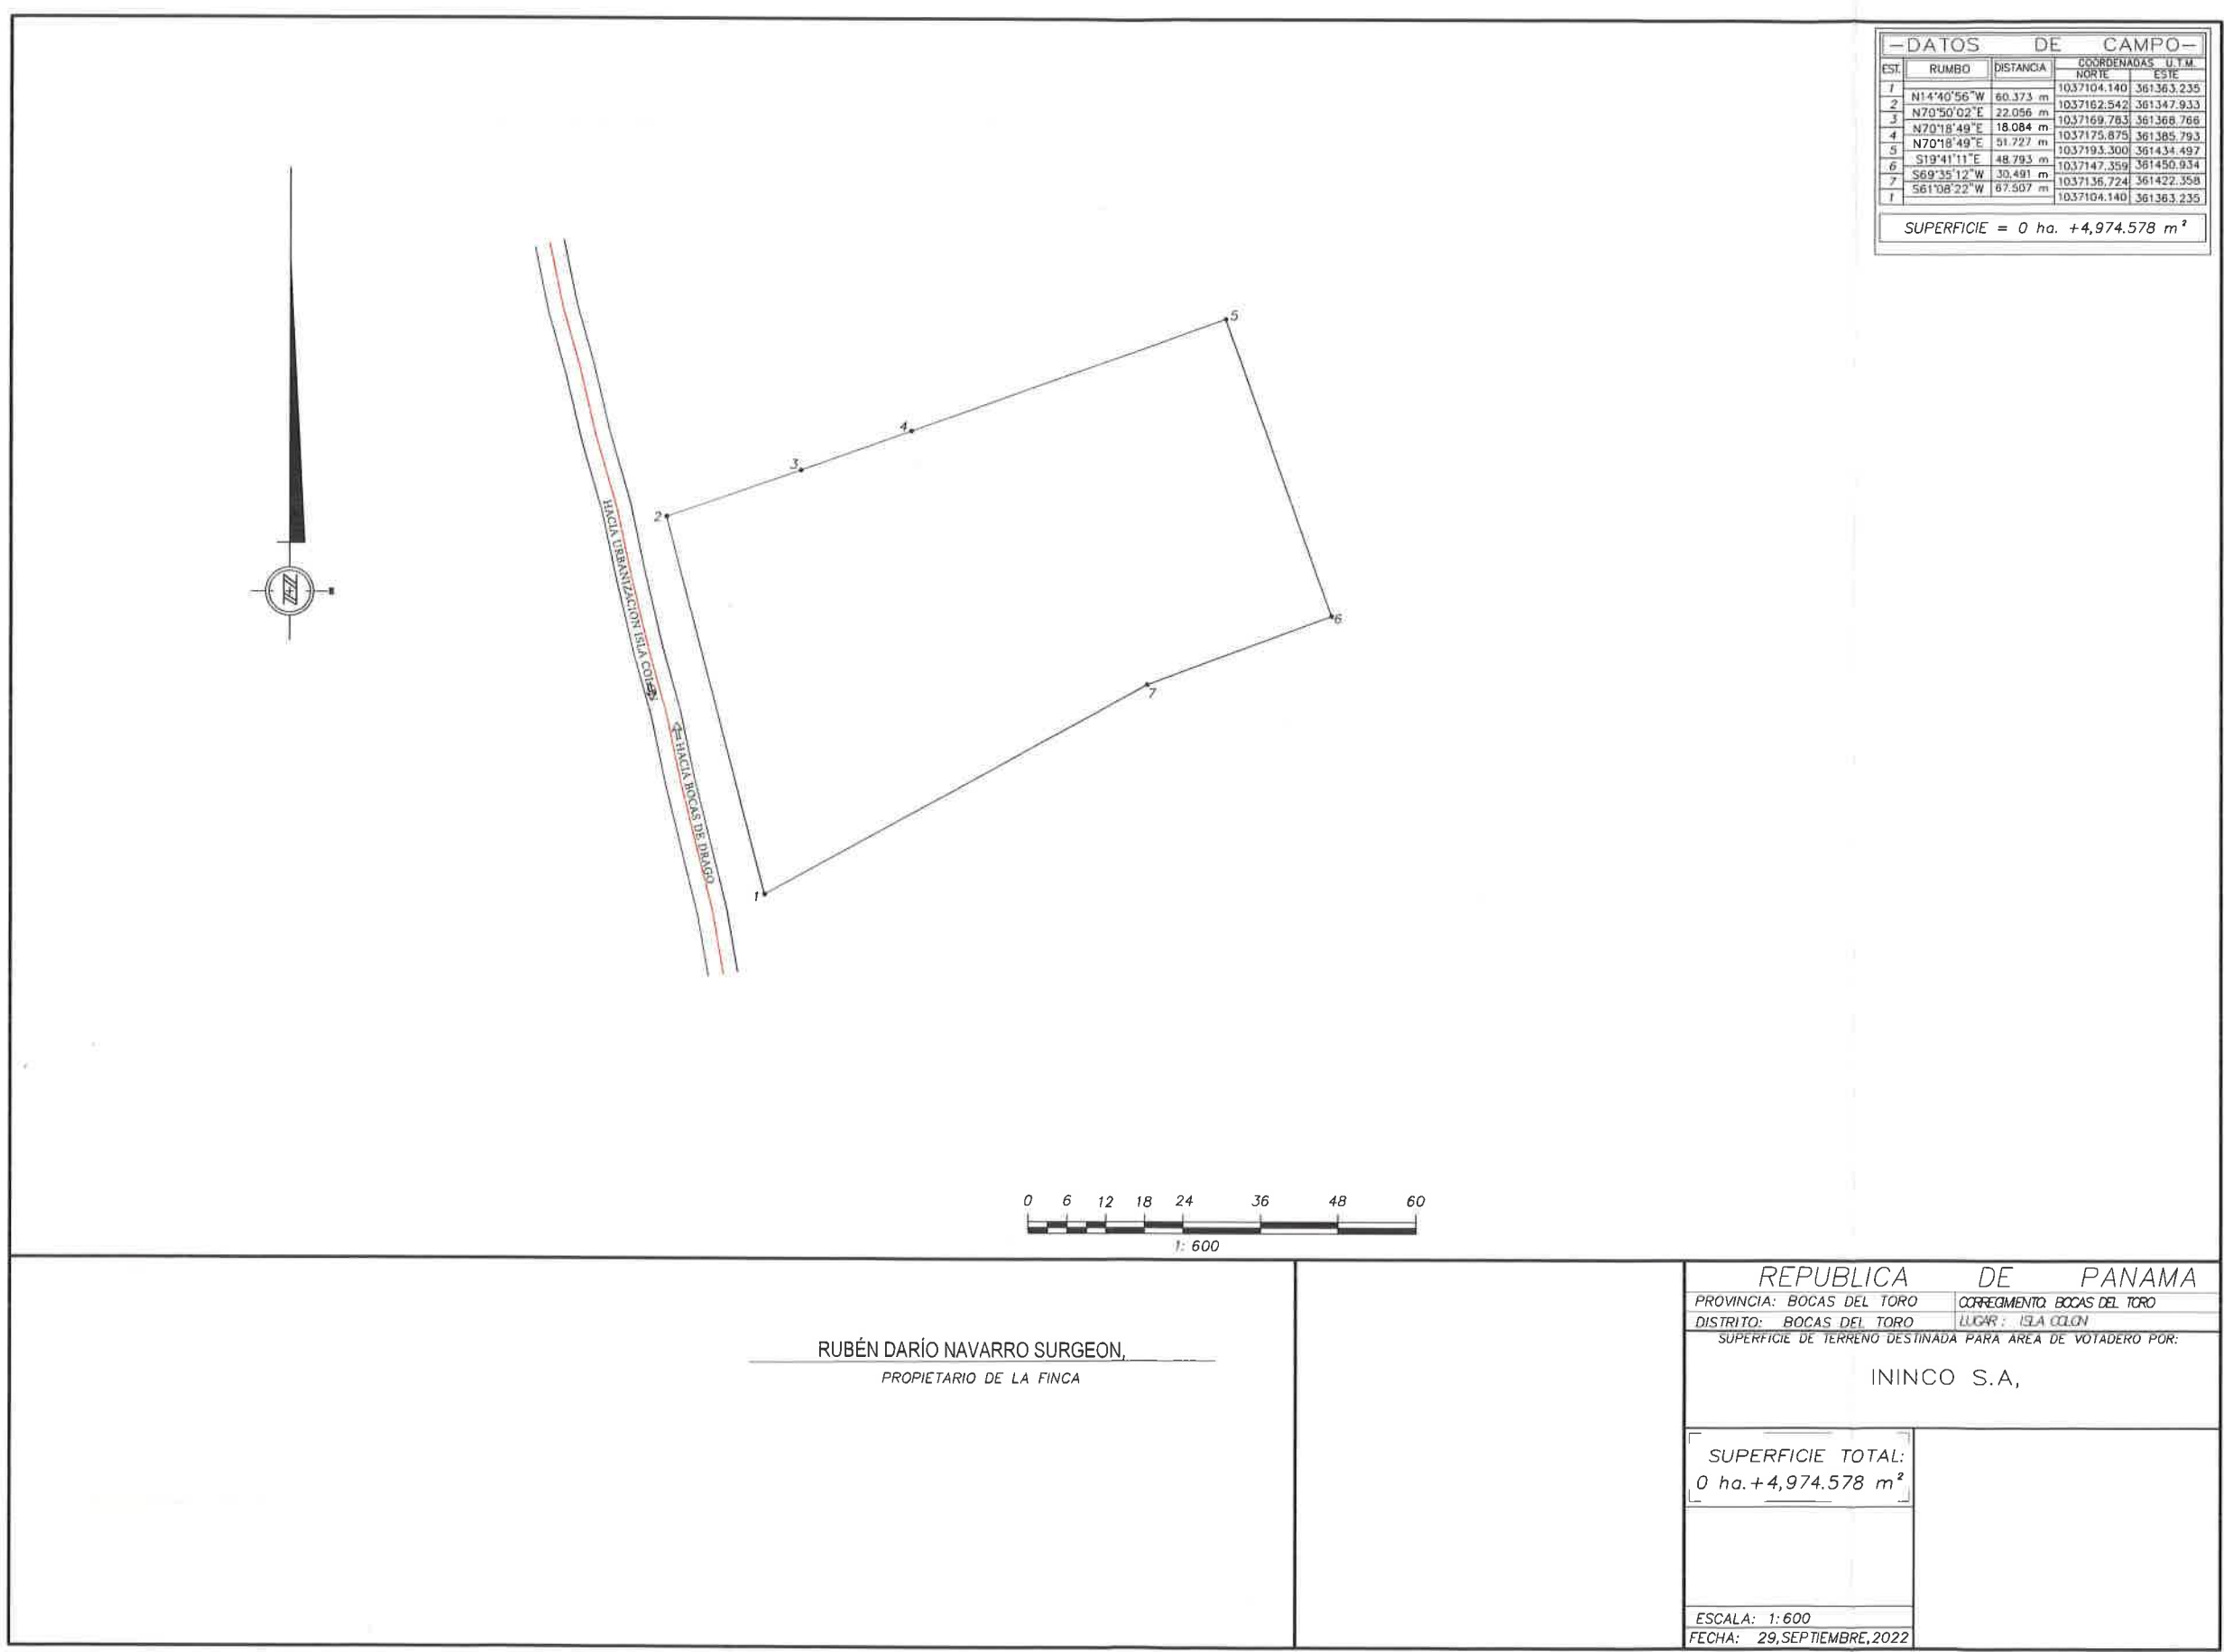 -DATOS DE CAMPO-
EST. RUMBO DISTANCIA COORDENADAS U.T.M.
NORTE ESTE
1 1037104.140 361363.235
N14°40'56"W 60.373 m
2 1037162.542 361347.933
N70°50'02"E 22.056 m
3 1037169.783 361368.766
N70°18'49"E 18.084 m
4 1037175.875 361385.793
N70°18'49"E 51.727 m
5 1037193.300 361434.497
S19°41'11"E 48.793 m
6 1037147.359 361450.934
S69°35'12"W 30.491 m
7 1037136.724 361422.358
S61°08'22"W 67.507 m
1 1037104.140 361363.235
SUPERFICIE = 0 ha. +4,974.578 m²
5
4
3
2
6
7
1
HACIA URBANIZACION ISLA COLON
HACIA BOCAS DE DRAGO
0 6 12 18 24 36 48 60
1: 600
RUBÉN DARÍO NAVARRO SURGEON,
PROPIETARIO DE LA FINCA
REPUBLICA DE PANAMA
PROVINCIA: BOCAS DEL TORO CORREGIMIENTO: BOCAS DEL TORO
DISTRITO: BOCAS DEL TORO LUGAR: ISLA COLON
SUPERFICIE DE TERRENO DESTINADA PARA AREA DE VOTADERO POR:
ININCO S.A,
SUPERFICIE TOTAL:
0 ha.+4,974.578 m²
ESCALA: 1:600
FECHA: 29,SEPTIEMBRE,2022